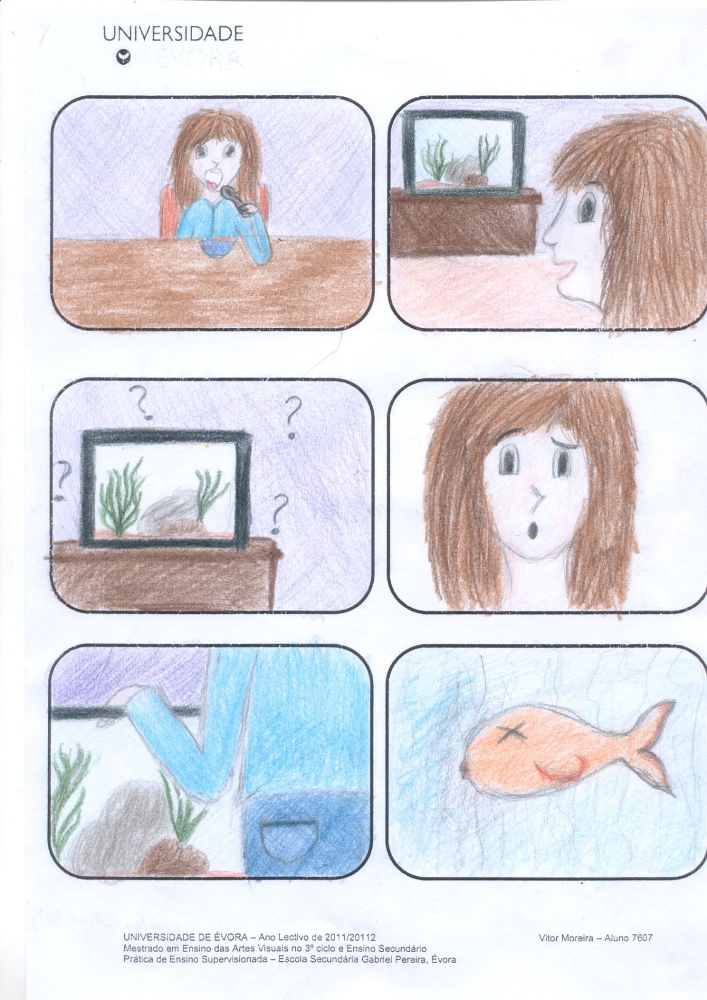 UNIVERSIDADE
DE ÉVORA
?
?
?
?
UNIVERSIDADE DE ÉVORA – Ano Lectivo de 2011/20112
Vitor Moreira – Aluno 7607
Mestrado em Ensino das Artes Visuais no 3º ciclo e Ensino Secundário
Prática de Ensino Supervisionada – Escola Secundária Gabriel Pereira, Évora